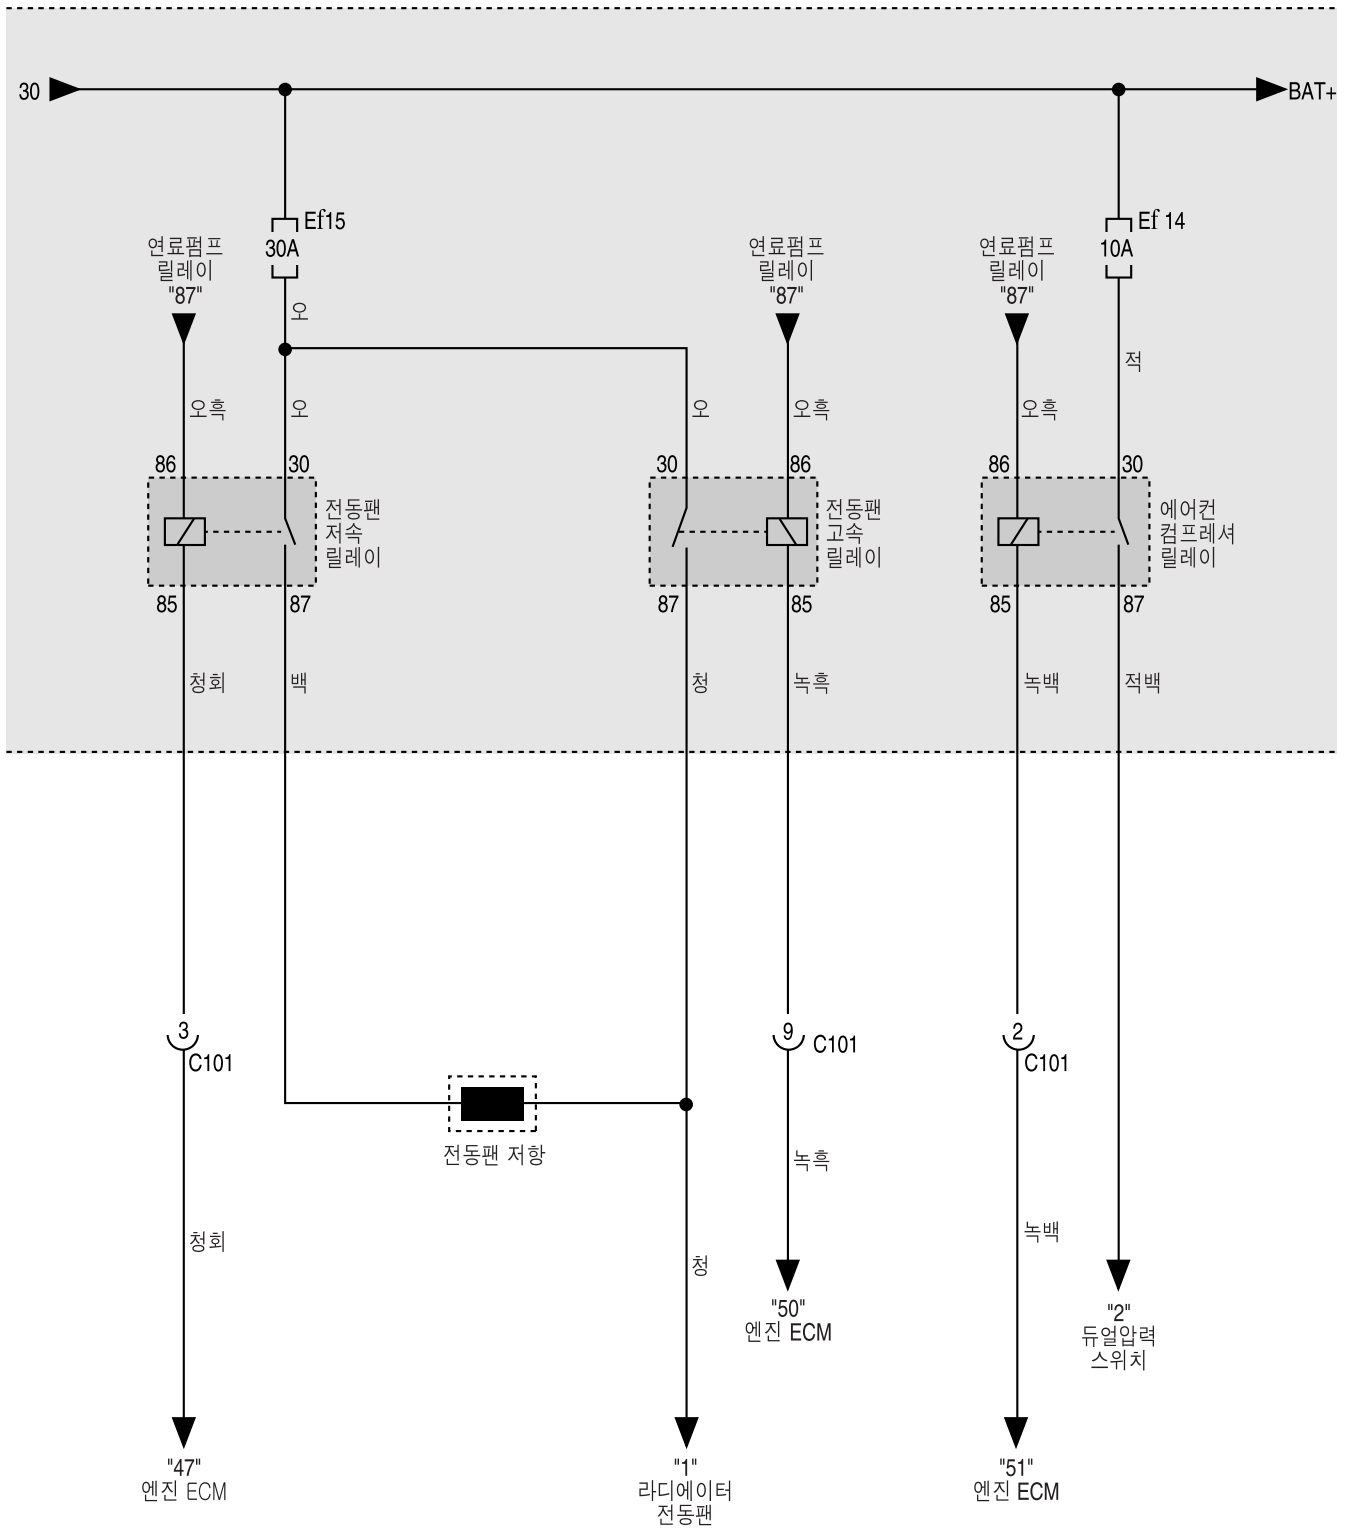 30
BAT+
Ef15
30A
Ef 14
10A
연료펌프
릴레이
"87"
연료펌프
릴레이
"87"
연료펌프
릴레이
"87"
오
적
오흑
오
오
오흑
오흑
86
30
30
86
86
30
전동팬
저속
릴레이
전동팬
고속
릴레이
에어컨
컴프레셔
릴레이
85
87
87
85
85
87
청회
백
청
녹흑
녹백
적백
3
C101
9
C101
2
C101
전동팬 저항
녹흑
청회
청
녹백
"50"
엔진 ECM
"2"
듀얼압력
스위치
"47"
엔진 ECM
"1"
라디에이터
전동팬
"51"
엔진 ECM